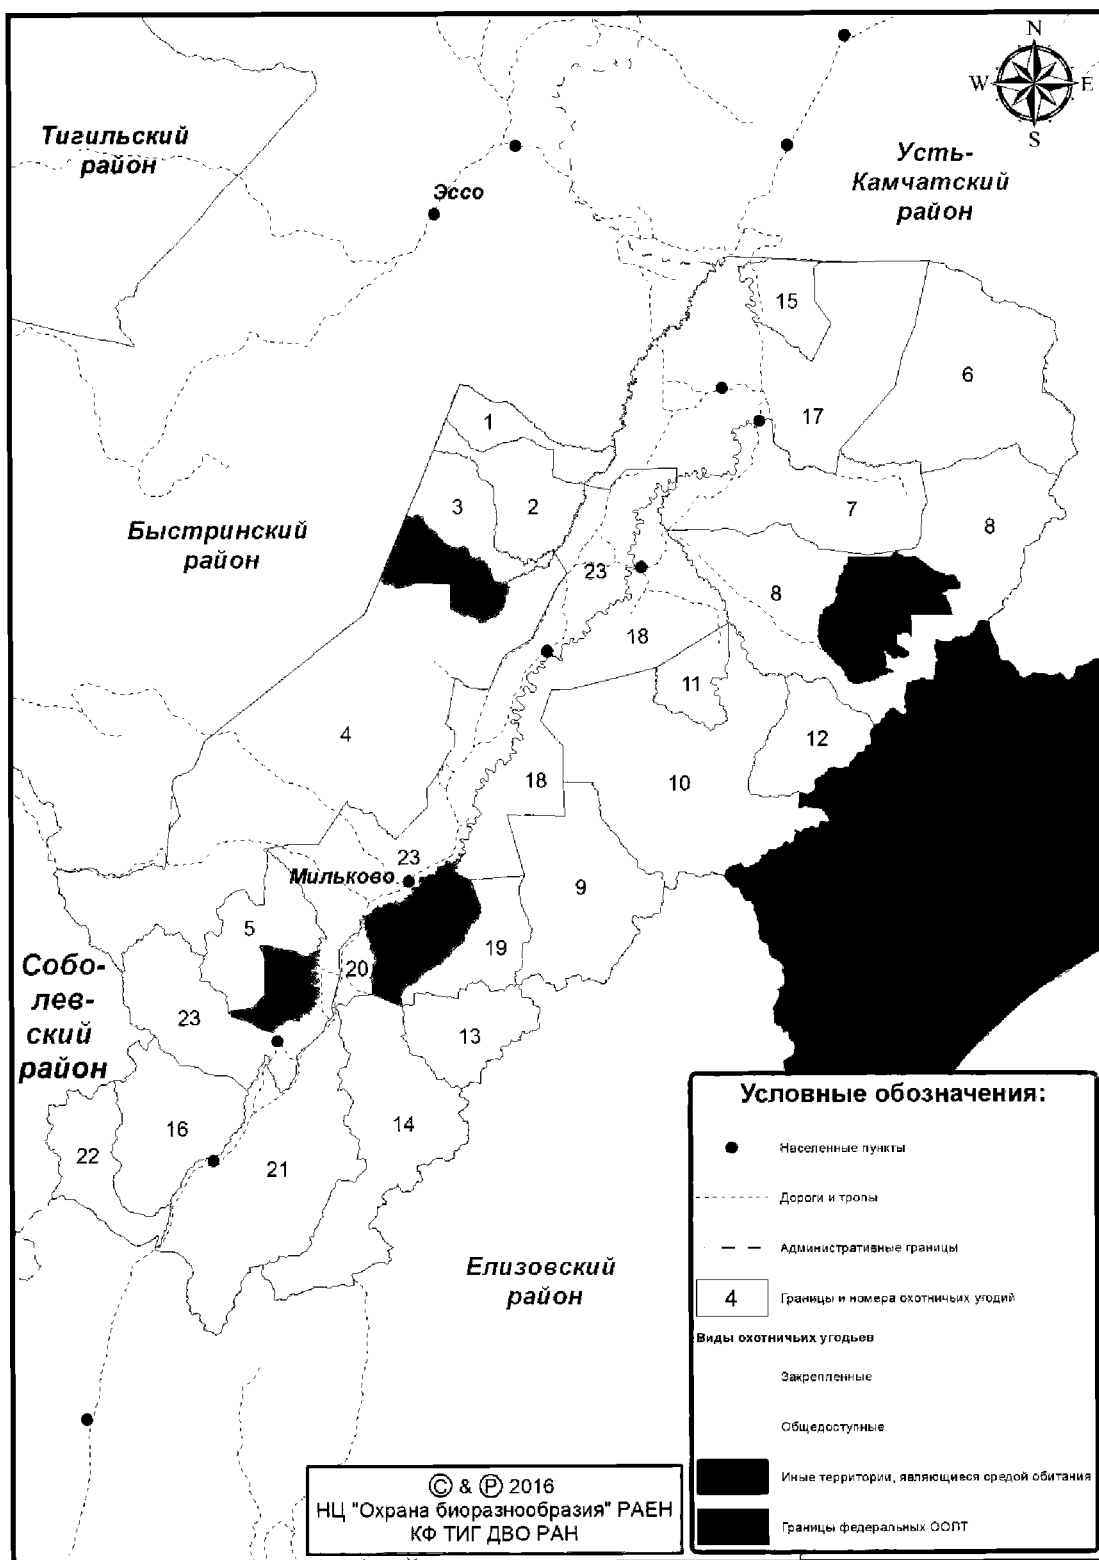 N
W
E
S
Тигильский
район
Усть-
Камчатский
район
Эссо
15
6
1
17
3
2
7
8
Быстринский
район
23
8
18
11
4
12
18
10
23
Мильково
9
5
19
20
Собо-
лев-
ский
район
23
13
16
14
22
21
Елизовский
район
Условные обозначения:
Населенные пункты
Дороги и тропы
Административные границы
4
Границы и номера охотничьих угодий
Виды охотничьих угодьев
Закрепленные
Общедоступные
Иные территории, являющиеся средой обитания
Границы федеральных ООПТ
© & Ⓟ 2016
НЦ "Охрана биоразнообразия" РАЕН
КФ ТИГ ДВО РАН